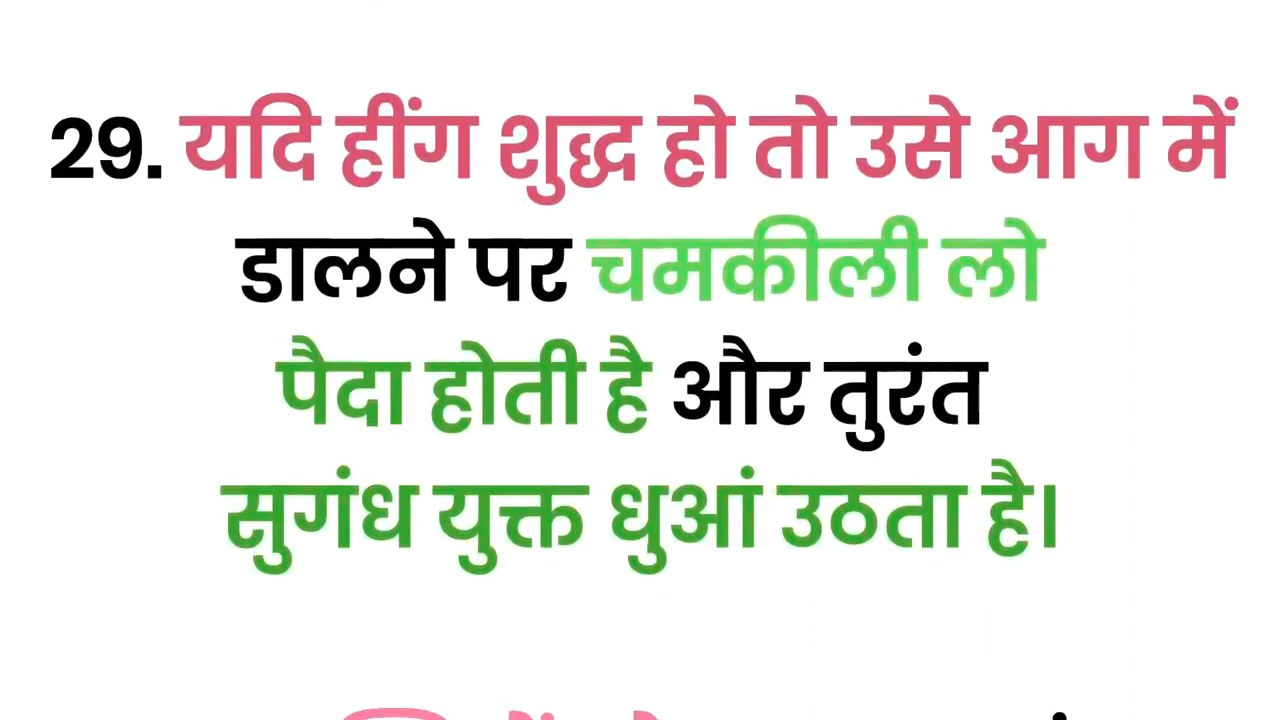 29. यदि हींग शुद्ध हो तो उसे आग में
डालने पर चमकीली लो
पैदा होती है और तुरंत
सुगंध युक्त धुआं उठता है।